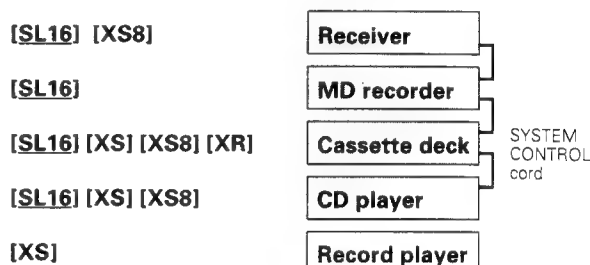 [SL16] [XS8] Receiver
[SL16] MD recorder
[SL16] [XS] [XS8] [XR] Cassette deck
SYSTEM
CONTROL
cord
[SL16] [XS] [XS8] CD player
[XS] Record player